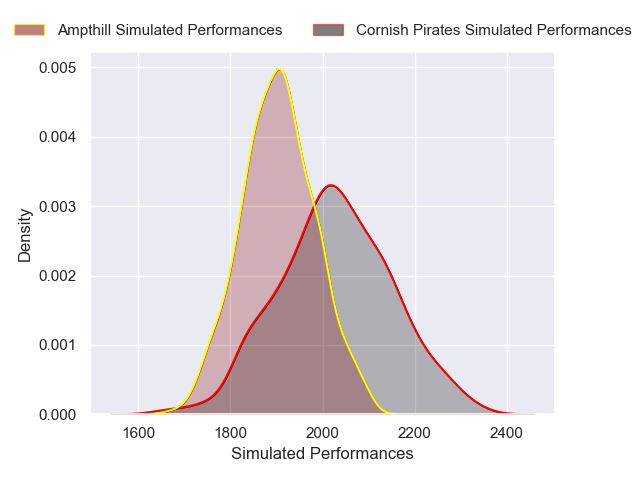 Ampthill Simulated Performances Cornish Pirates Simulated Performances
0.005
0.004
0.003
0.002
0.001
0.000
Density
1600 1800 2000 2200 2400
Simulated Performances